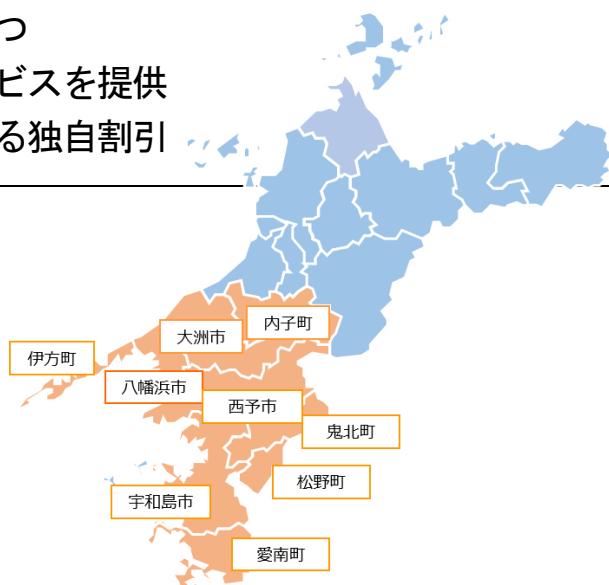 つ
ビスを提供
る独自割引
内子町
大洲市
伊方町
八幡浜市
西予市
鬼北町
松野町
宇和島市
愛南町